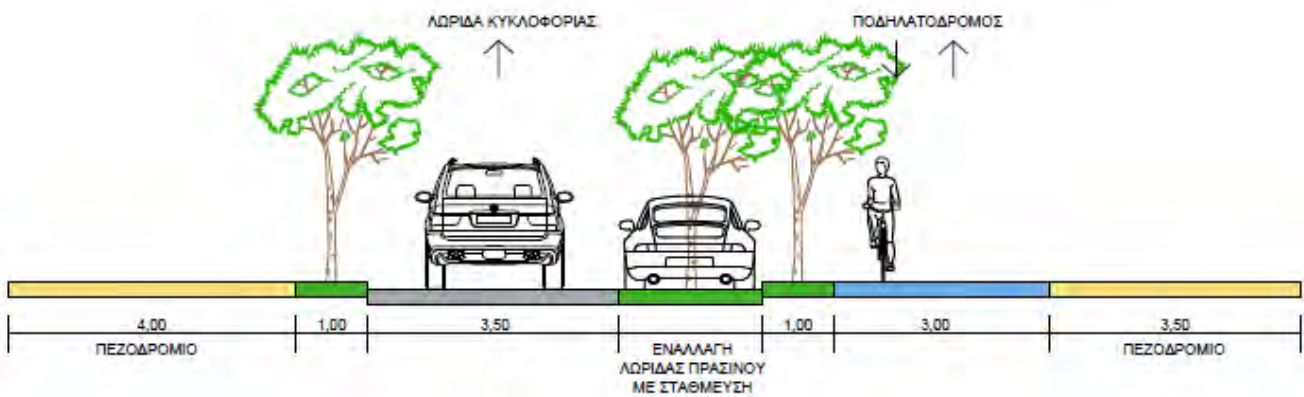 ΛΩΡΙΔΑ ΚΥΚΛΟΦΟΡΙΑΣ
ΠΟΔΗΛΑΤΟΔΡΟΜΟΣ
4,00
1,00
3,50
1,00
3,00
3,50
ΠΕΖΟΔΡΟΜΙΟ
ΕΝΑΛΛΑΓΗ
ΛΩΡΙΔΑΣ ΠΡΑΣΙΝΟΥ
ΜΕ ΣΤΑΘΜΕΥΣΗ
ΠΕΖΟΔΡΟΜΙΟ